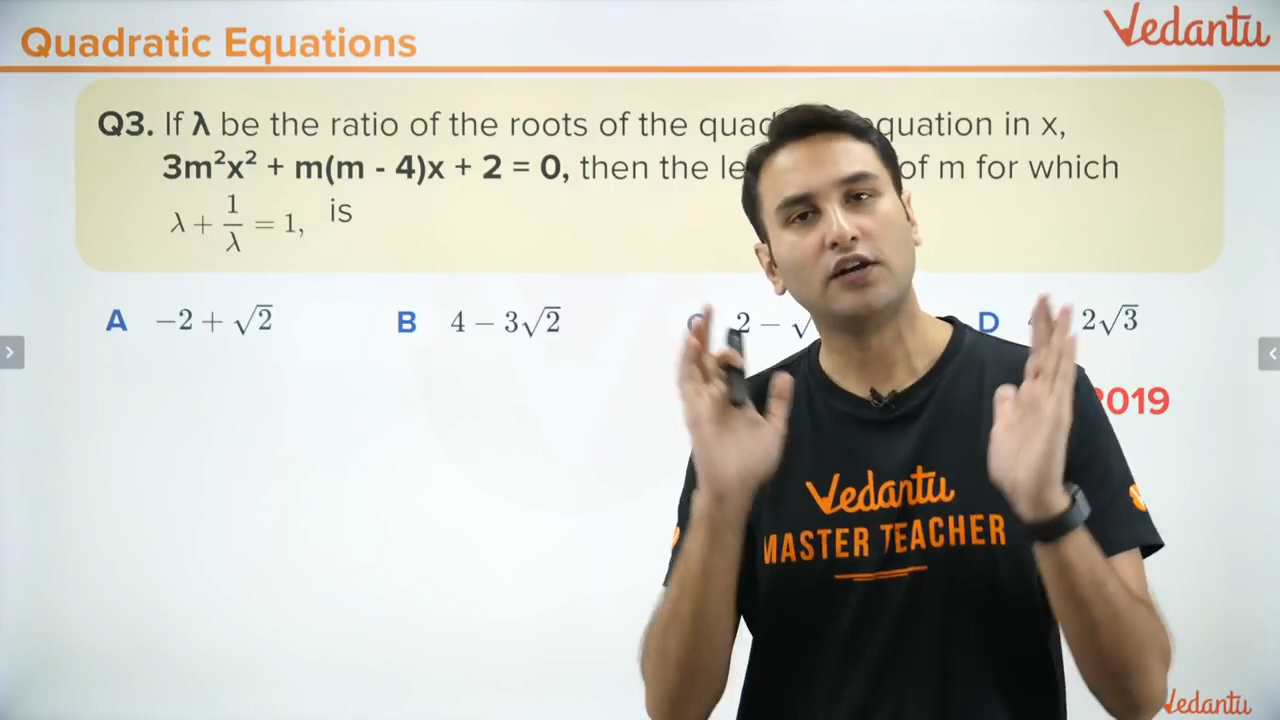 Quadratic Equations
Vedantu
Q3. If λ be the ratio of the roots of the quad equation in x,
3m²x² + m(m - 4)x + 2 = 0, then the le of m for which
λ + 1/λ = 1, is
A −2 + √2
B 4 − 3√2
2 − √
D 2√3
2019
Vedantu
MASTER TEACHER
Vedantu